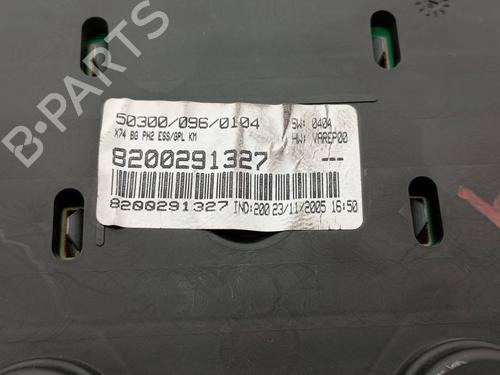 50300/096/0104 SW: 0404
X74 BG PH2 ESS/GPL KM HW: VAREP00
8200291327 ---
8200291327 IND:200 23/11/2005 16:50
B-PARTS